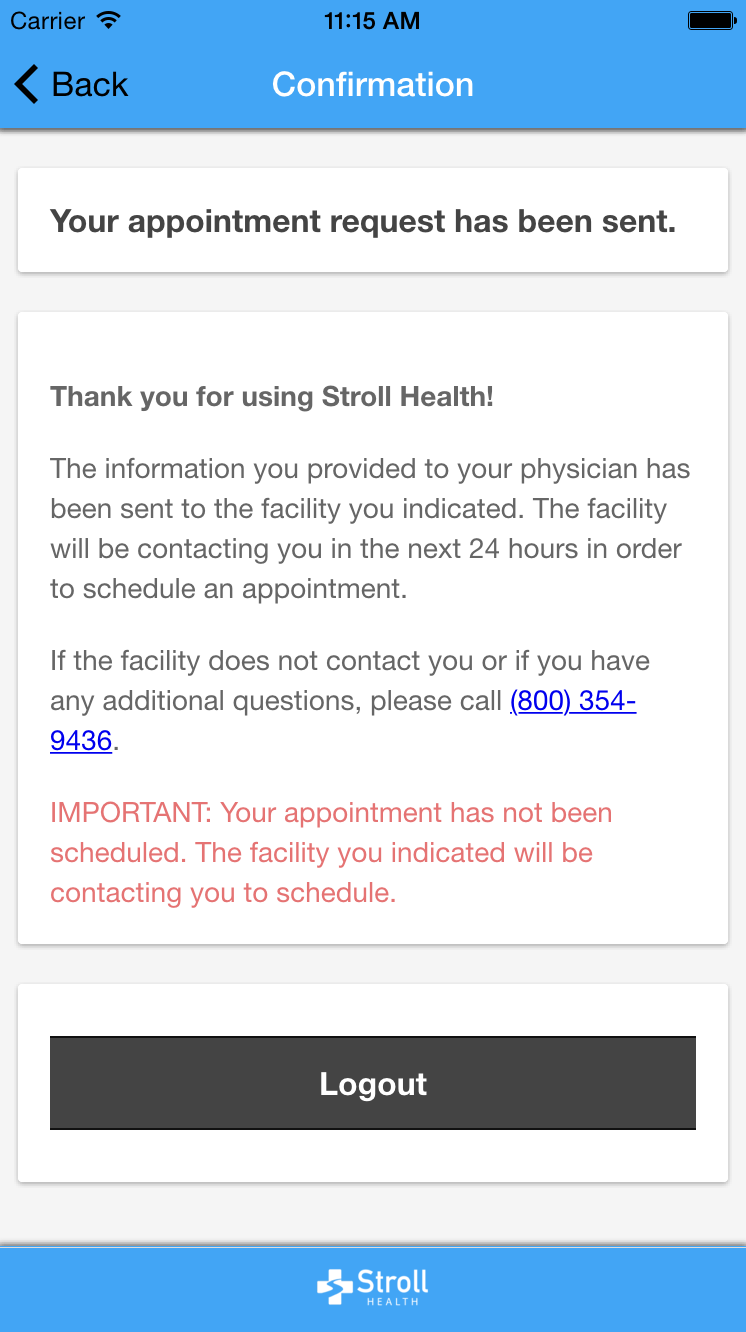 Carrier 11:15 AM
Back Confirmation
Your appointment request has been sent.
Thank you for using Stroll Health!
The information you provided to your physician has
been sent to the facility you indicated. The facility
will be contacting you in the next 24 hours in order
to schedule an appointment.
If the facility does not contact you or if you have
any additional questions, please call (800) 354-
9436.
IMPORTANT: Your appointment has not been
scheduled. The facility you indicated will be
contacting you to schedule.
Logout
Stroll
HEALTH